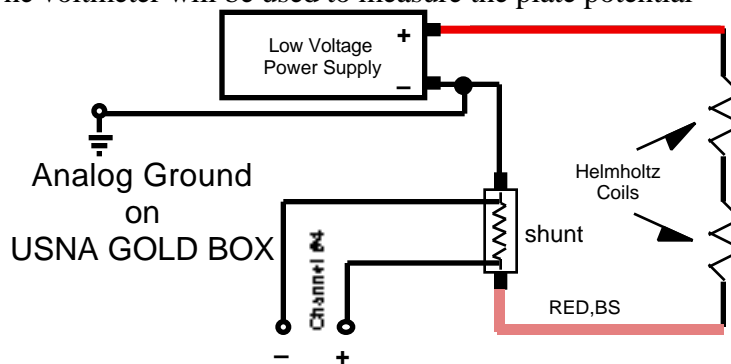 he voltmeter will be used to measure the plate potential
Low Voltage
Power Supply
+
−
Analog Ground
on
USNA GOLD BOX
Channel #4
shunt
Helmholtz
Coils
RED,BS
− +